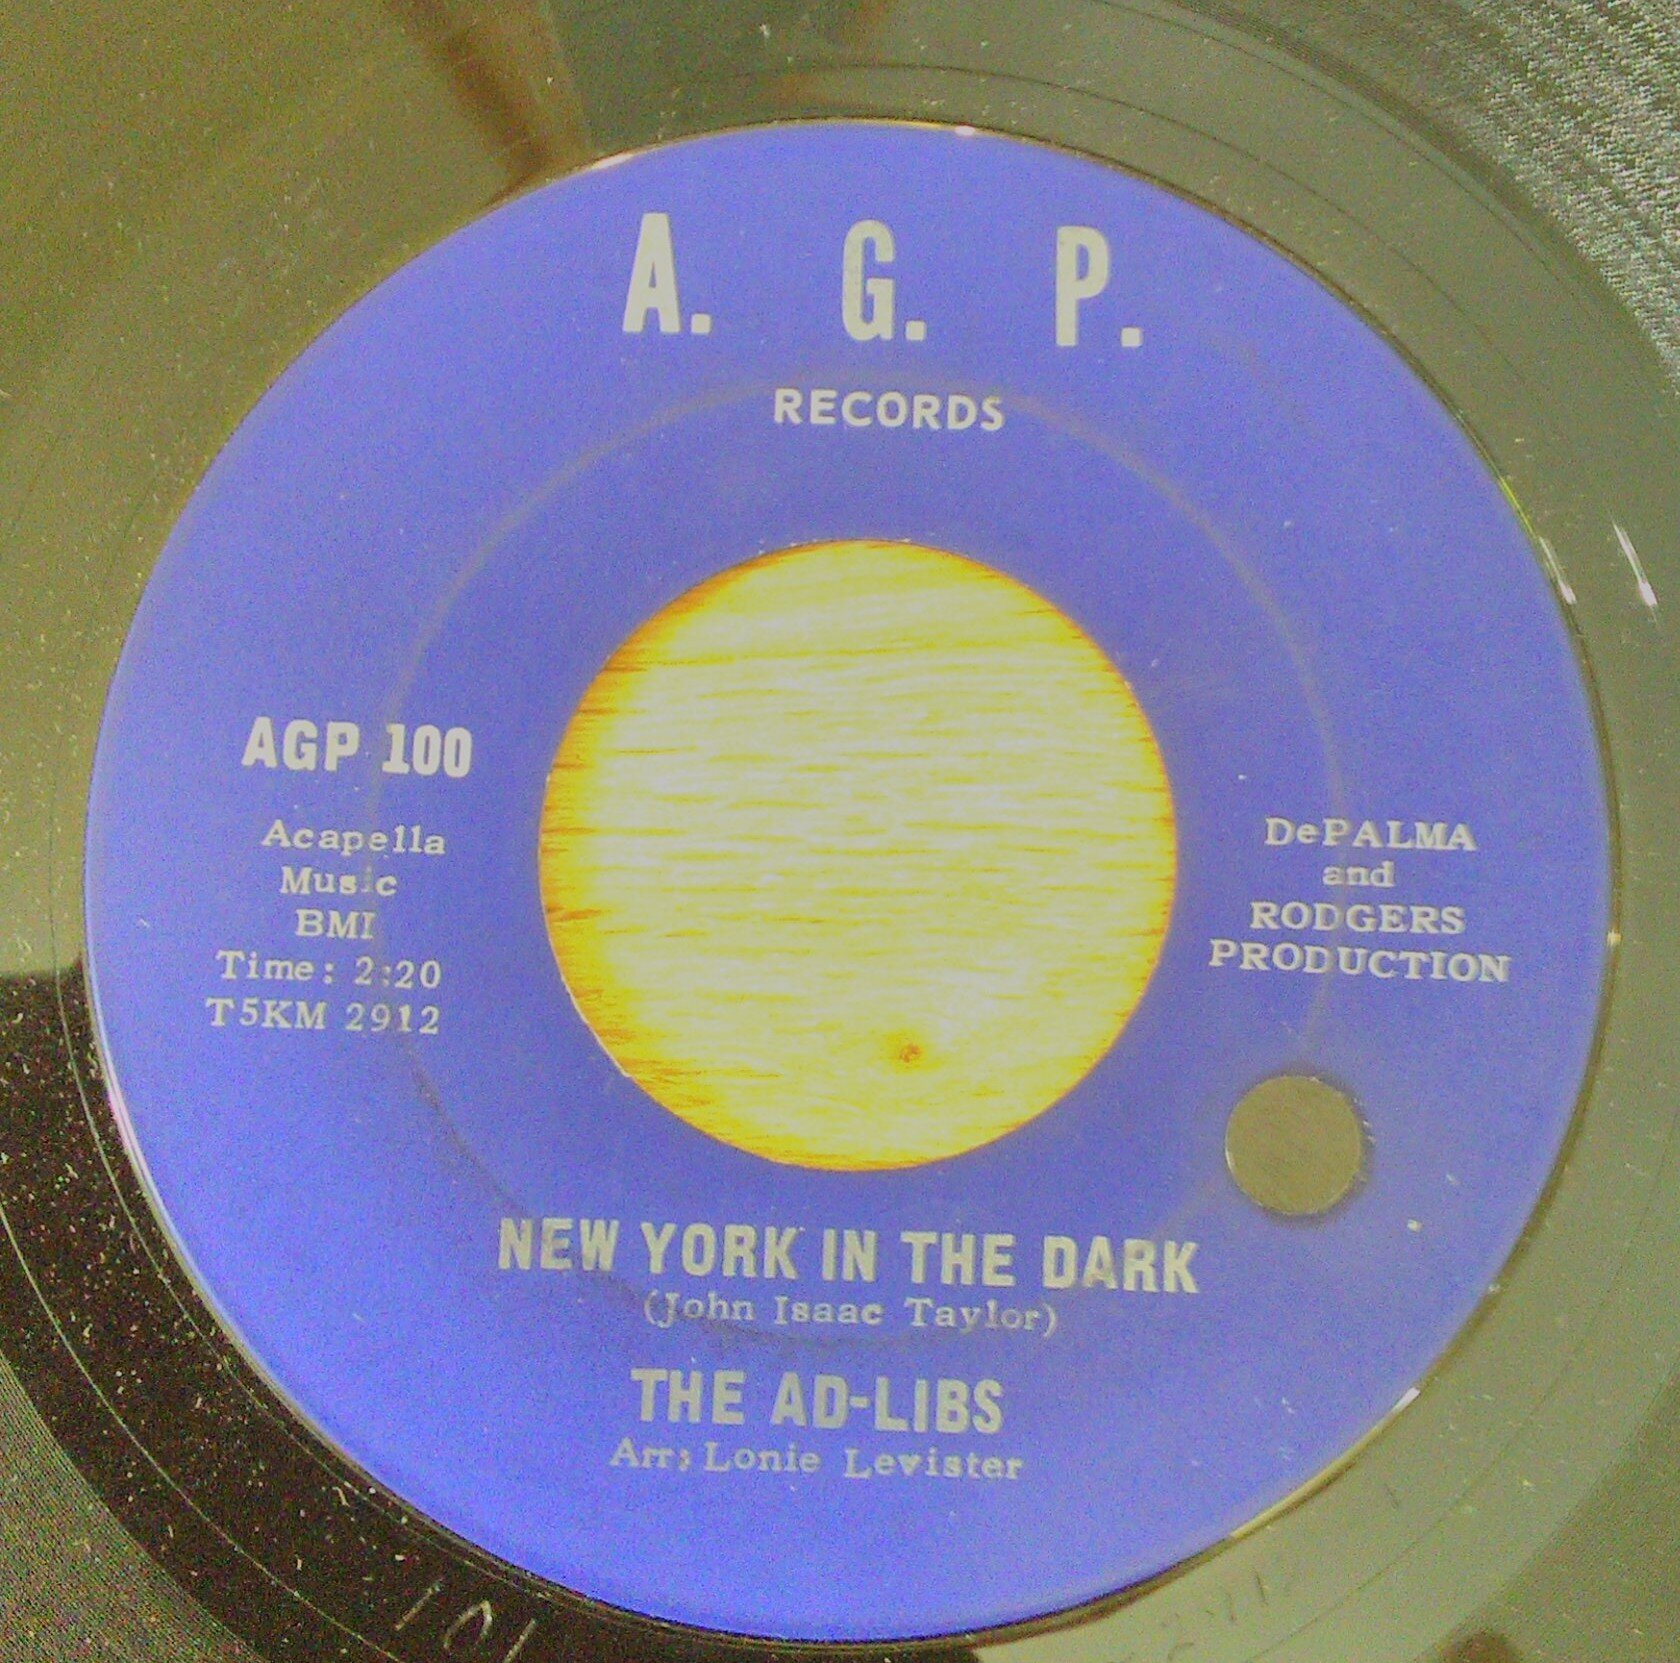 A. G. P.
RECORDS
AGP 100
Acapella
Music
BMI
Time: 2:20
T5KM 2912
DePALMA
and
RODGERS
PRODUCTION
NEW YORK IN THE DARK
(John Isaac Taylor)
THE AD-LIBS
Arr: Lonie Levister